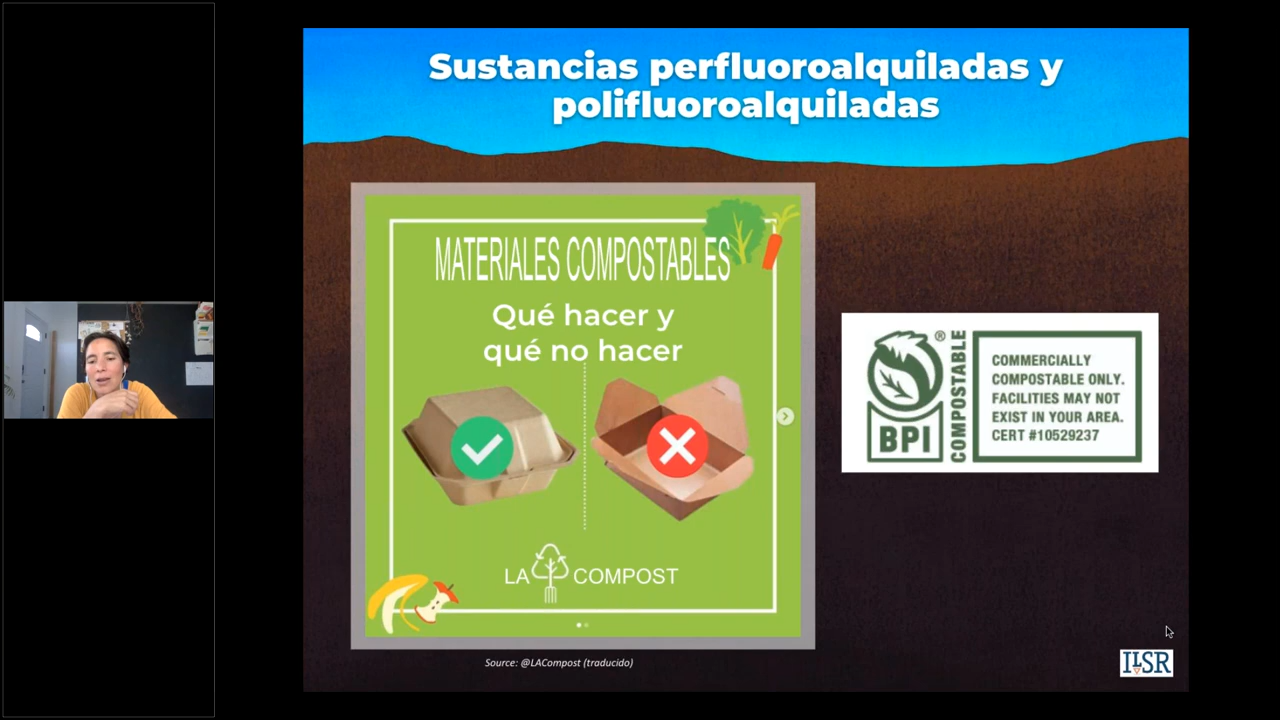 Sustancias perfluoroalquiladas y
polifluoroalquiladas
MATERIALES COMPOSTABLES
Qué hacer y
qué no hacer
LA COMPOST
Source: @LACompost (traducido)
BPI
®
COMPOSTABLE
COMMERCIALLY
COMPOSTABLE ONLY.
FACILITIES MAY NOT
EXIST IN YOUR AREA.
CERT #10529237
ILSR